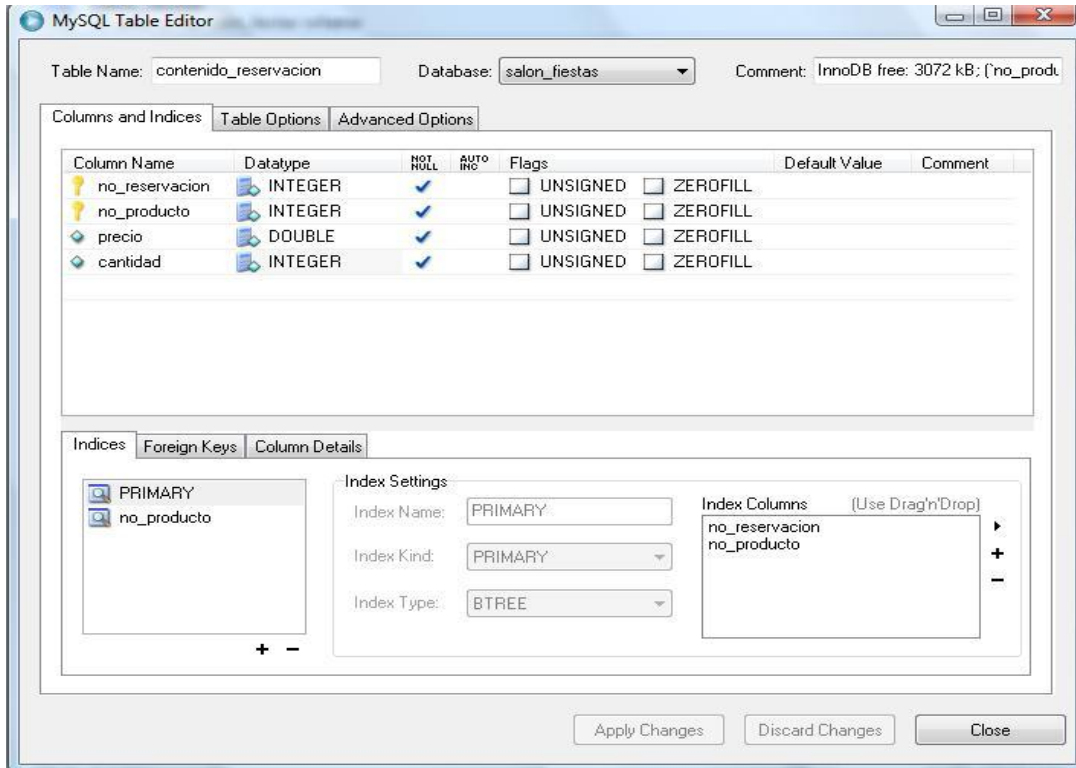 MySQL Table Editor
Table Name: contenido_reservacion Database: salon_fiestas Comment: InnoDB free: 3072 kB; (`no_produ
Columns and Indices Table Options Advanced Options
Column Name Datatype NOT NULL AUTO INC Flags Default Value Comment
no_reservacion INTEGER UNSIGNED ZEROFILL
no_producto INTEGER UNSIGNED ZEROFILL
precio DOUBLE UNSIGNED ZEROFILL
cantidad INTEGER UNSIGNED ZEROFILL
Indices Foreign Keys Column Details
PRIMARY
no_producto
Index Settings
Index Name: PRIMARY
Index Kind: PRIMARY
Index Type: BTREE
Index Columns (Use Drag'n'Drop)
no_reservacion
no_producto
Apply Changes Discard Changes Close